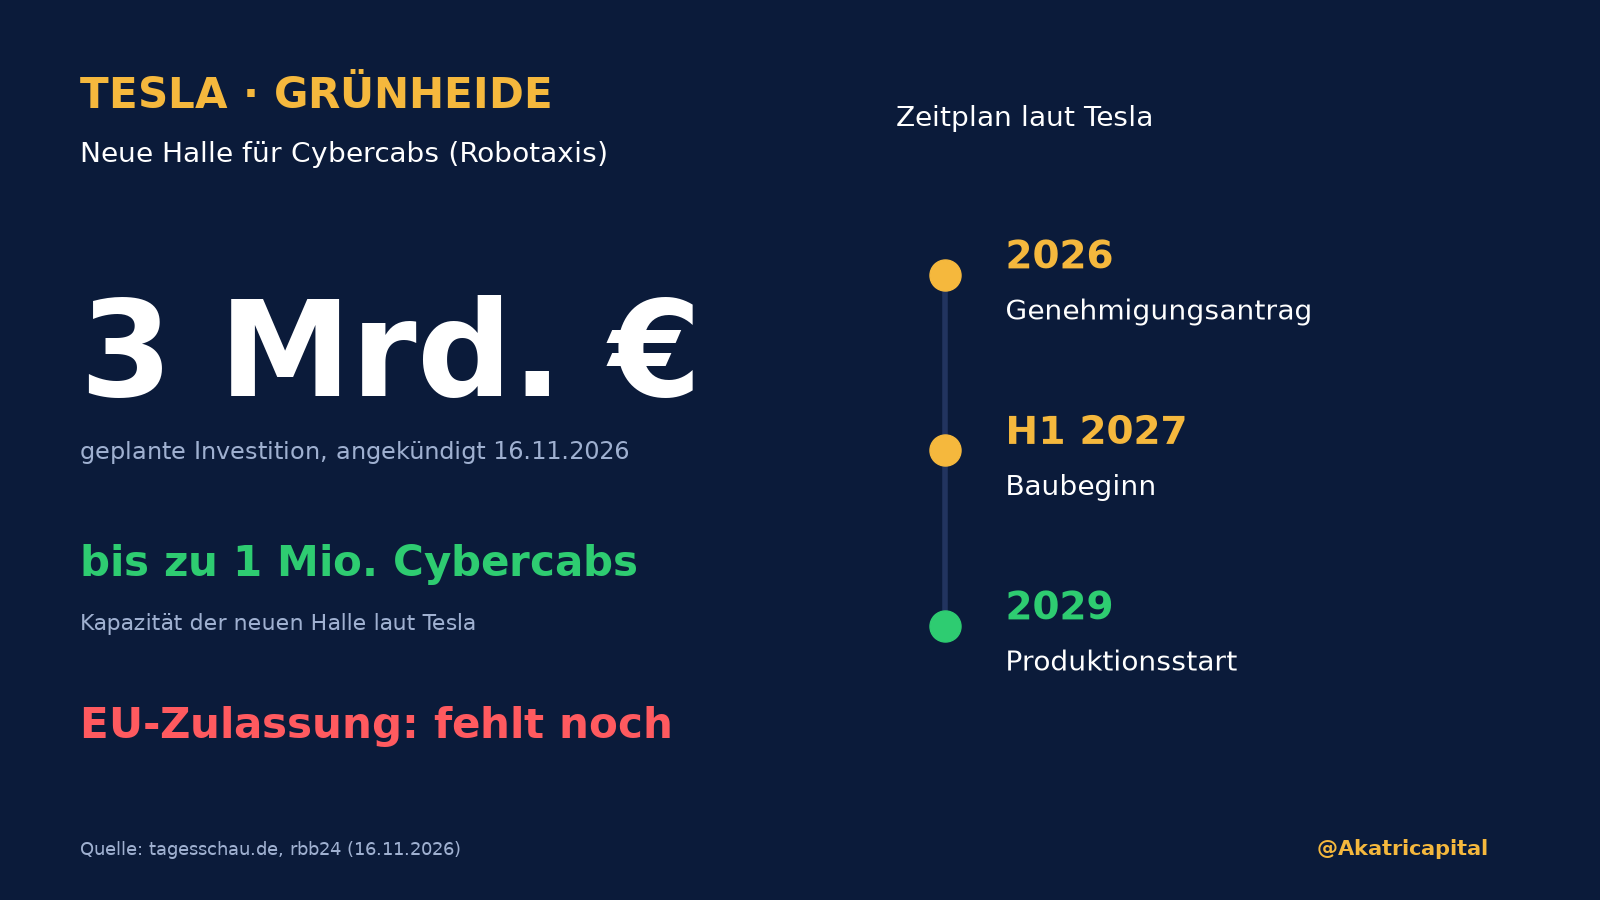 TESLA · GRÜNHEIDE
Neue Halle für Cybercabs (Robotaxis)
3 Mrd. €
geplante Investition, angekündigt 16.11.2026
bis zu 1 Mio. Cybercabs
Kapazität der neuen Halle laut Tesla
EU-Zulassung: fehlt noch
Zeitplan laut Tesla
2026
Genehmigungsantrag
H1 2027
Baubeginn
2029
Produktionsstart
Quelle: tagesschau.de, rbb24 (16.11.2026)
@Akatricapital